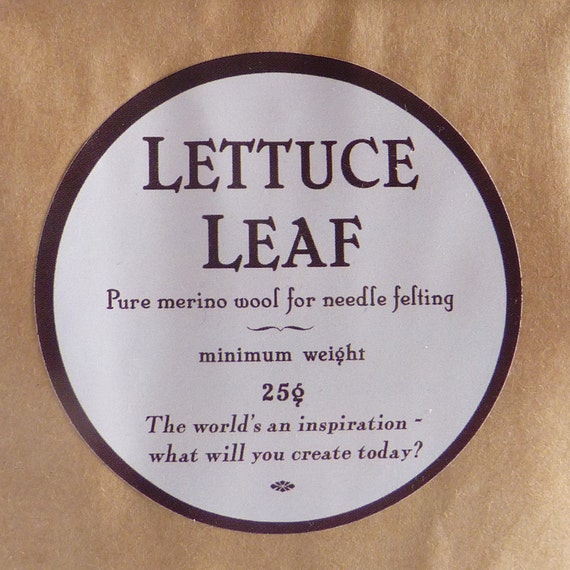 LETTUCE
LEAF
Pure merino wool for needle felting
minimum weight
25g
The world's an inspiration -
what will you create today?